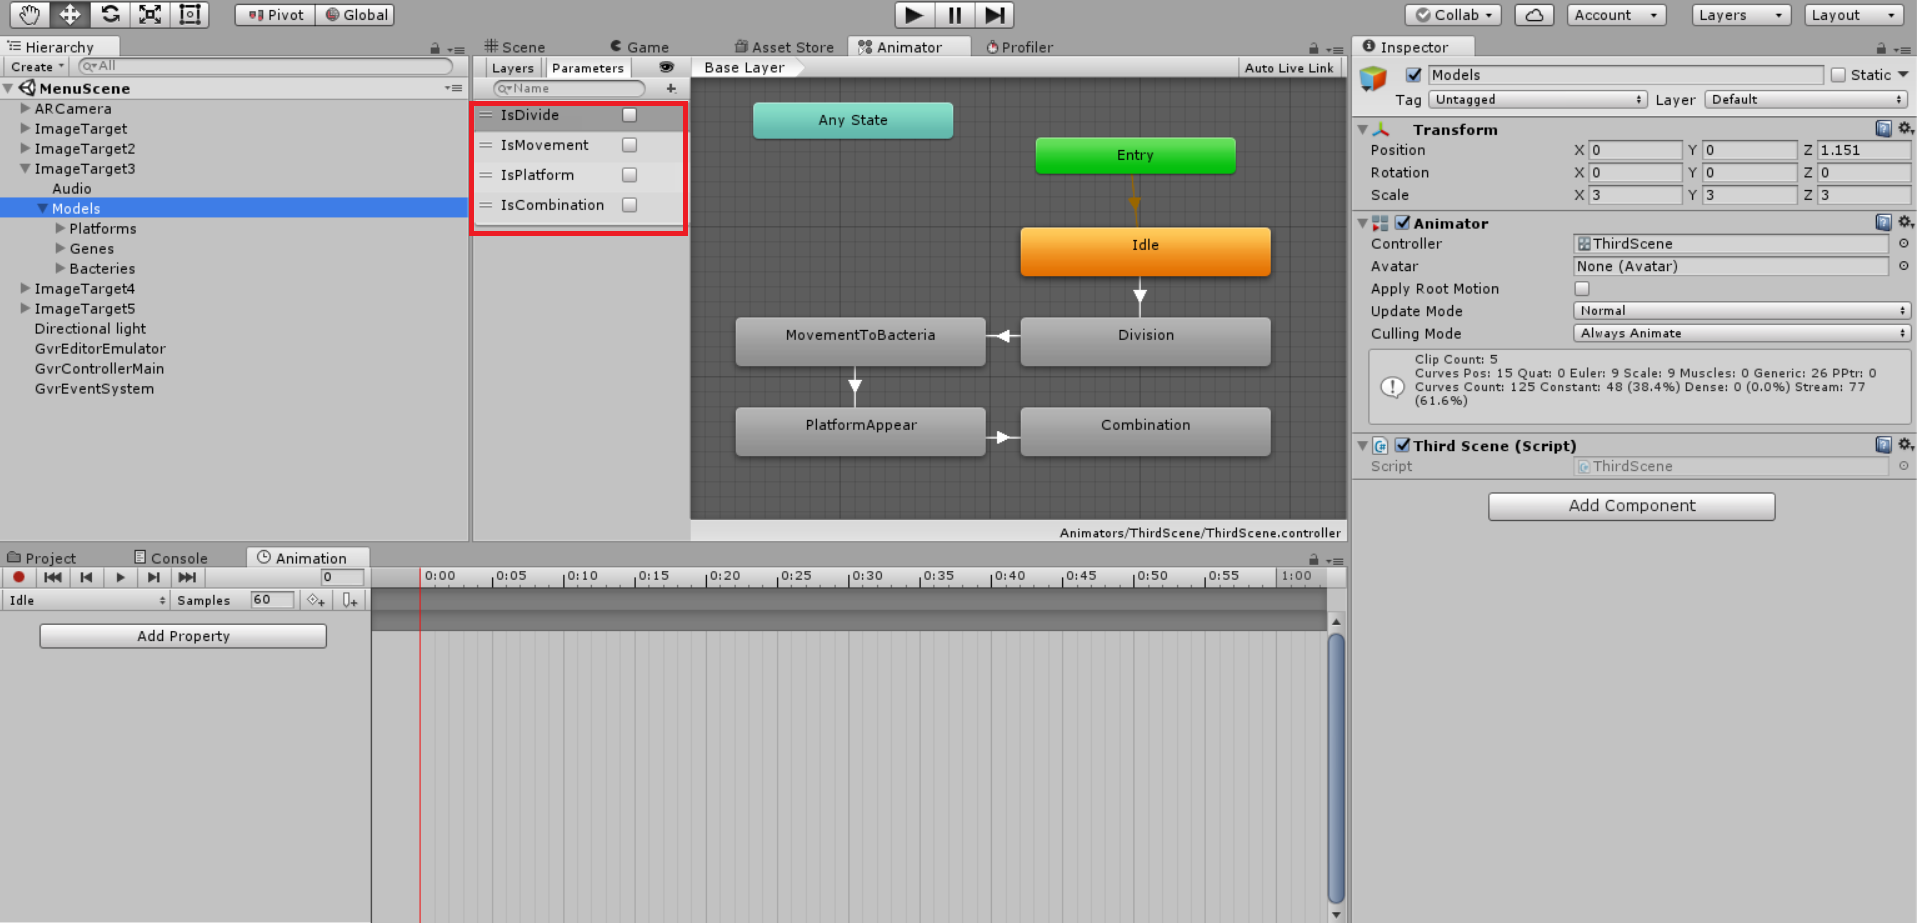 Pivot Global Collab Account Layers Layout
Hierarchy
Create All
MenuScene
ARCamera
ImageTarget
ImageTarget2
ImageTarget3
Audio
Models
Platforms
Genes
Bacteries
ImageTarget4
ImageTarget5
Directional light
GvrEditorEmulator
GvrControllerMain
GvrEventSystem
Scene Game Asset Store Animator Profiler
Layers Parameters Base Layer Auto Live Link
Name
IsDivide
IsMovement
IsPlatform
IsCombination
Any State
Entry
Idle
MovementToBacteria Division
PlatformAppear Combination
Animators/ThirdScene/ThirdScene.controller
Inspector
Models Static
Tag Untagged Layer Default
Transform
Position X 0 Y 0 Z 1.151
Rotation X 0 Y 0 Z 0
Scale X 3 Y 3 Z 3
Animator
Controller ThirdScene
Avatar None (Avatar)
Apply Root Motion
Update Mode Normal
Culling Mode Always Animate
Clip Count: 5
Curves Pos: 15 Quat: 0 Euler: 9 Scale: 9 Muscles: 0 Generic: 26 PPtr: 0
Curves Count: 125 Constant: 48 (38.4%) Dense: 0 (0.0%) Stream: 77
(61.6%)
Third Scene (Script)
Script ThirdScene
Add Component
Project Console Animation
0 0:00 0:05 0:10 0:15 0:20 0:25 0:30 0:35 0:40 0:45 0:50 0:55 1:00
Idle Samples 60
Add Property